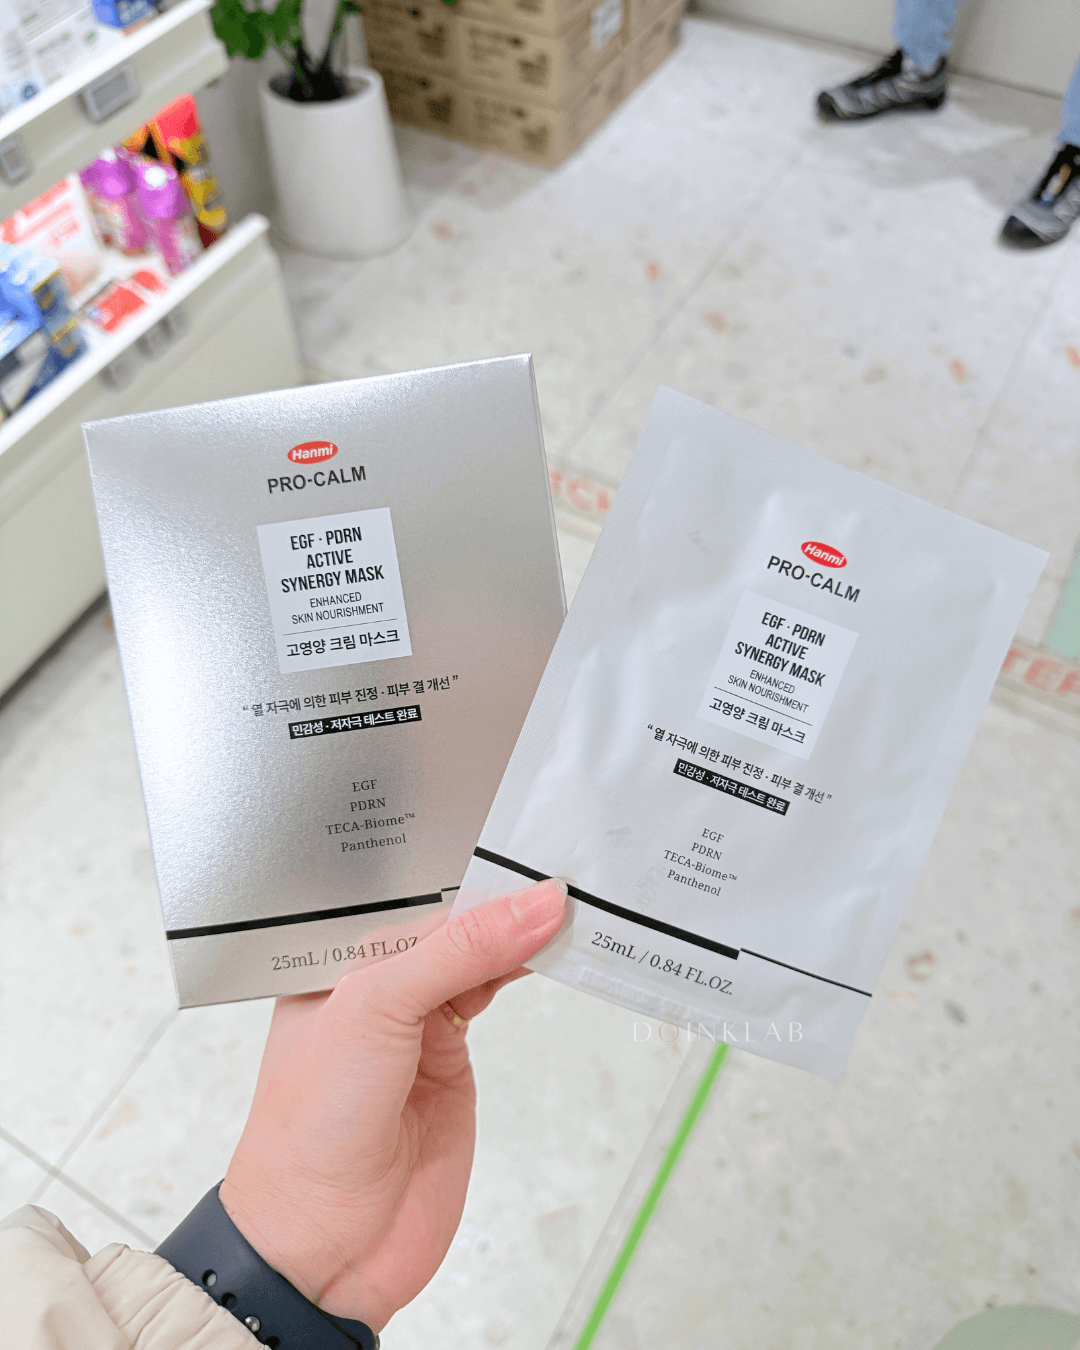 Hanmi
PRO-CALM
EGF · PDRN
ACTIVE
SYNERGY MASK
ENHANCED
SKIN NOURISHMENT
고영양 크림 마스크
“ 열 자극에 의한 피부 진정 · 피부 결 개선 ”
민감성 · 저자극 테스트 완료
EGF
PDRN
TECA-Biome™
Panthenol
25mL / 0.84 FL.OZ.
Hanmi
PRO-CALM
EGF · PDRN
ACTIVE
SYNERGY MASK
ENHANCED
SKIN NOURISHMENT
고영양 크림 마스크
“ 열 자극에 의한 피부 진정 · 피부 결 개선 ”
민감성 · 저자극 테스트 완료
EGF
PDRN
TECA-Biome™
Panthenol
25mL / 0.84 FL.OZ.
DOINKLAB